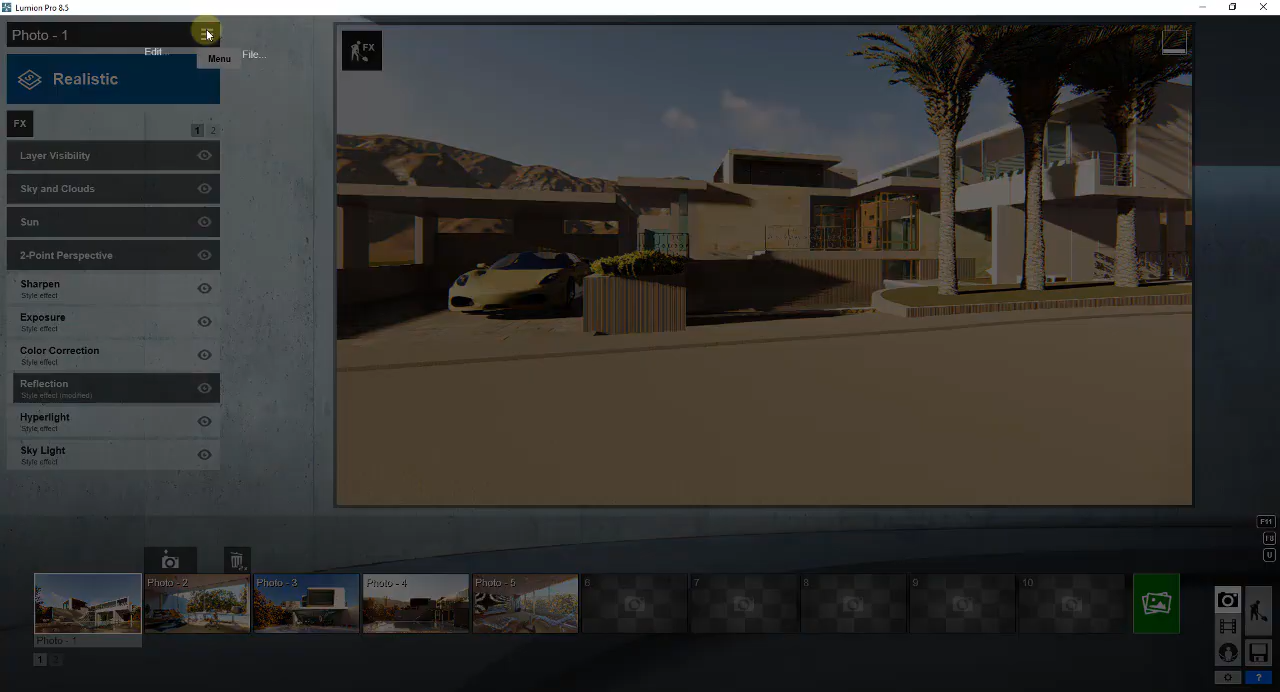 Lumion Pro 8.5
Photo - 1
Edit...
Menu
File...
Realistic
FX
1 2
Layer Visibility
Sky and Clouds
Sun
2-Point Perspective
Sharpen
Style effect
Exposure
Style effect
Color Correction
Style effect
Reflection
Style effect (modified)
Hyperlight
Style effect
Sky Light
Style effect
FX
F11
U
Photo - 1
Photo - 2
Photo - 3
Photo - 4
Photo - 5
6
7
8
9
10
1 2
?